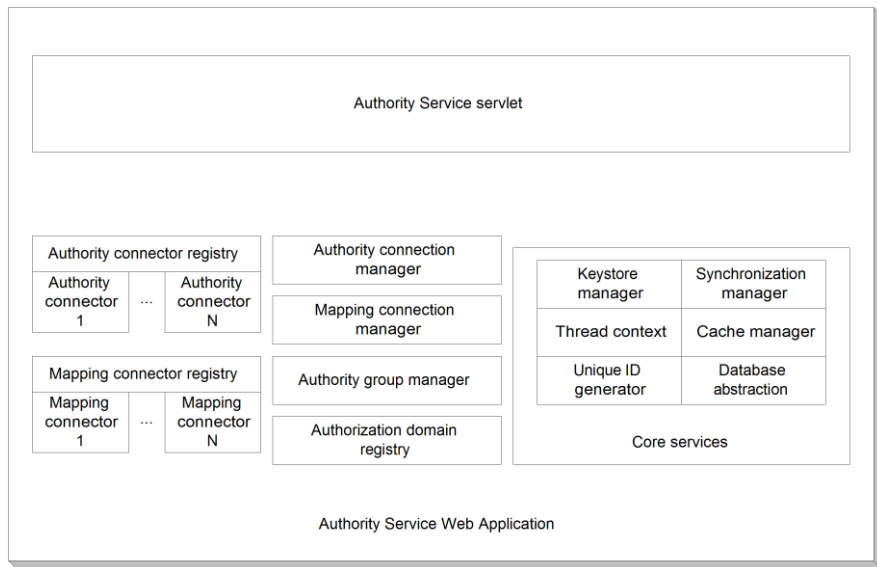 Authority Service servlet
Authority connector registry
Authority
connector
1
...
Authority
connector
N
Mapping connector registry
Mapping
connector
1
...
Mapping
connector
N
Authority connection
manager
Mapping connection
manager
Authority group manager
Authorization domain
registry
Keystore
manager
Synchronization
manager
Thread context
Cache manager
Unique ID
generator
Database
abstraction
Core services
Authority Service Web Application